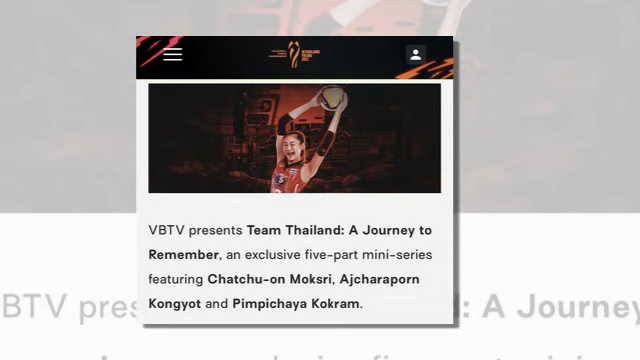 VBTV presents Team Thailand: A Journey to
Remember, an exclusive five-part mini-series
featuring Chatchu-on Moksri, Ajcharaporn
Kongyot and Pimpichaya Kokram.